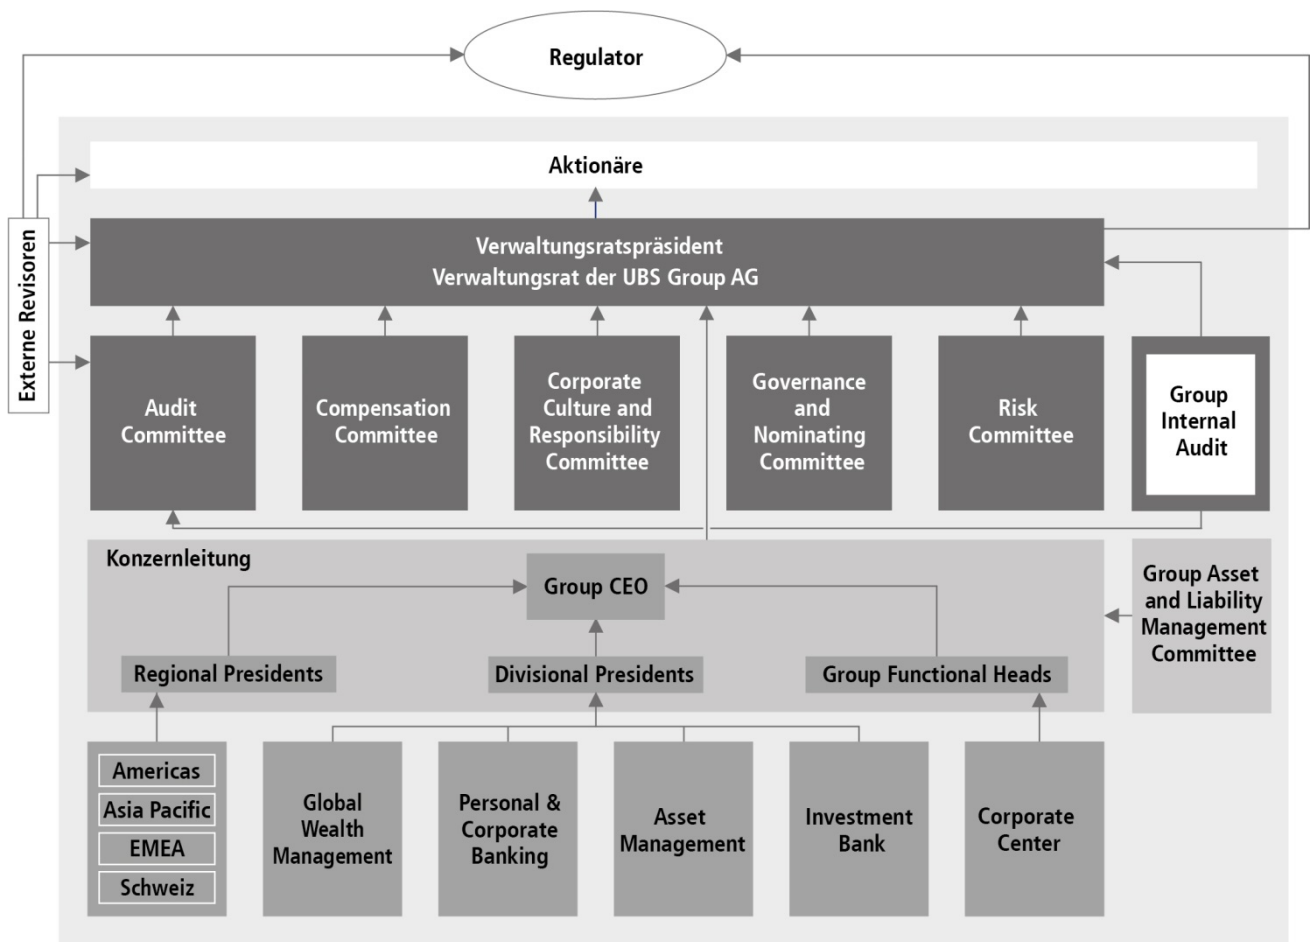 Regulator
Aktionäre
Externe Revisoren
Verwaltungsratspräsident
Verwaltungsrat der UBS Group AG
Audit
Committee
Compensation
Committee
Corporate
Culture and
Responsibility
Committee
Governance
and
Nominating
Committee
Risk
Committee
Group
Internal
Audit
Konzernleitung
Group CEO
Group Asset
and Liability
Management
Committee
Regional Presidents
Divisional Presidents
Group Functional Heads
Americas
Asia Pacific
EMEA
Schweiz
Global
Wealth
Management
Personal &
Corporate
Banking
Asset
Management
Investment
Bank
Corporate
Center